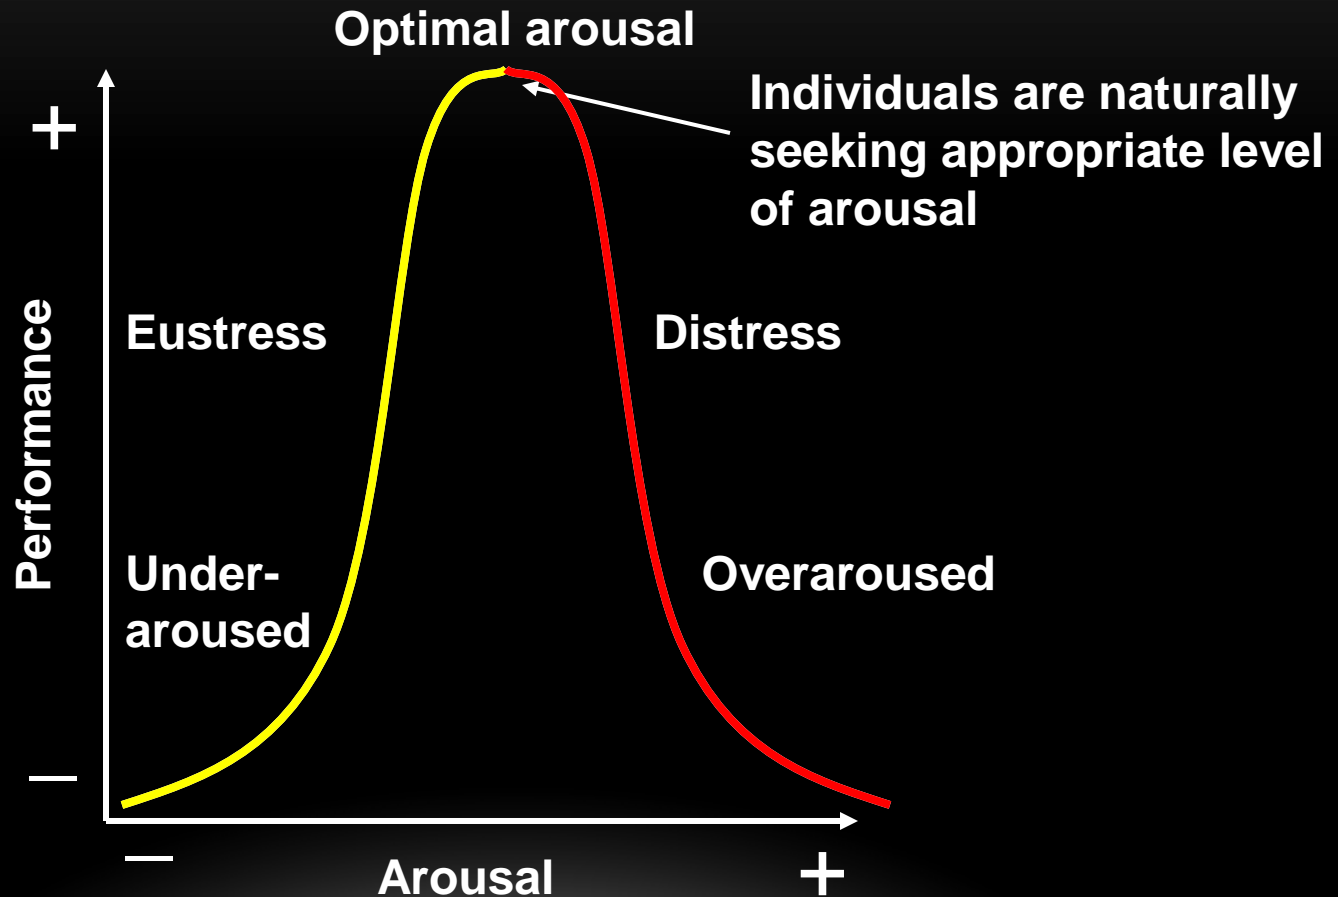 Optimal arousal
+
Individuals are naturally
seeking appropriate level
of arousal
Performance
Eustress
Distress
Under-
aroused
Overaroused
—
—
Arousal
+